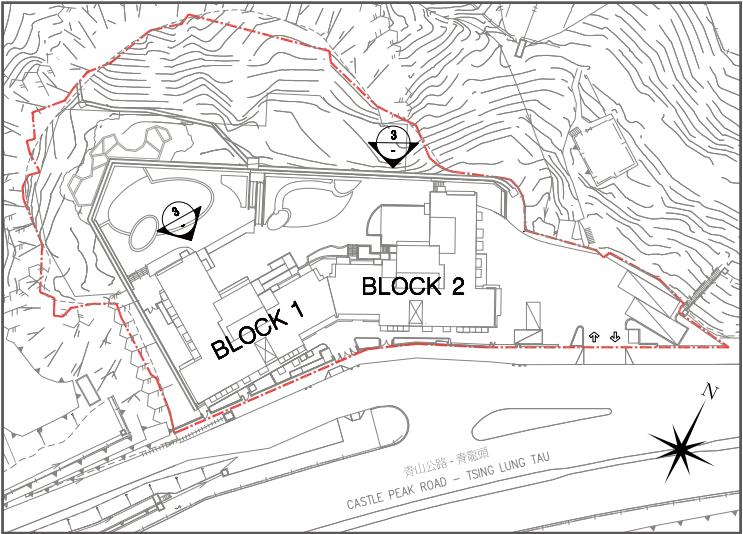 3
-
3
-
BLOCK 1
BLOCK 2
N
青山公路 - 青龍頭
CASTLE PEAK ROAD - TSING LUNG TAU